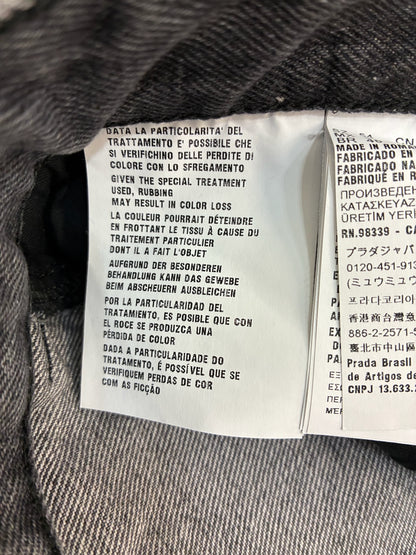 DATA LA PARTICOLARITA' DEL
TRATTAMENTO E' POSSIBILE CHE
SI VERIFICHINO DELLE PERDITE DI
COLORE CON LO SFREGAMENTO
GIVEN THE SPECIAL TREATMENT
USED, RUBBING
MAY RESULT IN COLOR LOSS
LA COULEUR POURRAIT DÉTEINDRE
EN FROTTANT LE TISSU À CAUSE DU
TRAITEMENT PARTICULIER
DONT IL A FAIT L'OBJET
AUFGRUND DER BESONDEREN
BEHANDLUNG KANN DAS GEWEBE
BEIM ABSCHEUERN AUSBLEICHEN
POR LA PARTICULARIDAD DEL
TRATAMIENTO, ES POSIBLE QUE CON
EL ROCE SE PRODUZCA UNA
PÉRDIDA DE COLOR
DADA A PARTICULARIDADE DO
TRATAMENTO, É POSSÍVEL QUE SE
VERIFIQUEM PERDAS DE COR
COM AS FICÇÃO
MADE IN ROMAN
FABRICADO EN
FABRICADO NA
FABRIQUÉ EN R
ПРОИЗВЕДЕ
ΚΑΤΑΣΚΕΥΑΖ
ÜRETİM YER
RN.98339 - CA
プラダジャパ
0120-451-913
(ミュウミュウ
프라다코리아
香港商台灣
886-2-2571-5
臺北市中山區
Prada Brasil
de Artigos de
CNPJ 13.633.2